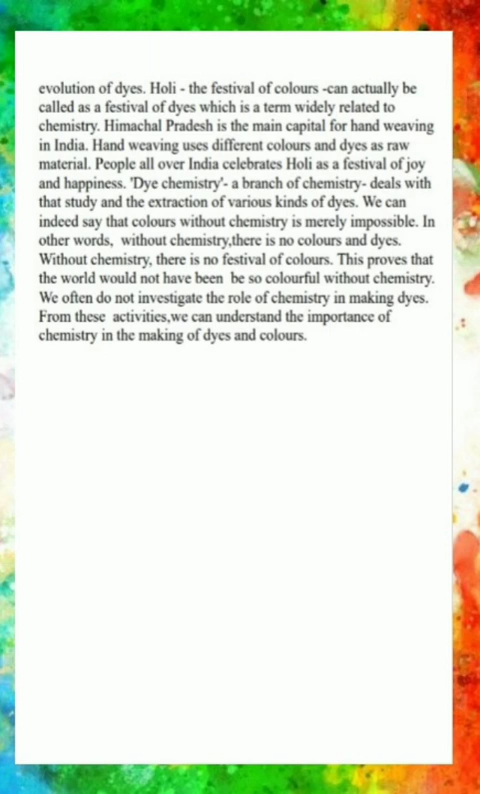 evolution of dyes. Holi - the festival of colours -can actually be
called as a festival of dyes which is a term widely related to
chemistry. Himachal Pradesh is the main capital for hand weaving
in India. Hand weaving uses different colours and dyes as raw
material. People all over India celebrates Holi as a festival of joy
and happiness. 'Dye chemistry'- a branch of chemistry- deals with
that study and the extraction of various kinds of dyes. We can
indeed say that colours without chemistry is merely impossible. In
other words,  without chemistry,there is no colours and dyes.
Without chemistry, there is no festival of colours. This proves that
the world would not have been  be so colourful without chemistry.
We often do not investigate the role of chemistry in making dyes.
From these  activities,we can understand the importance of
chemistry in the making of dyes and colours.